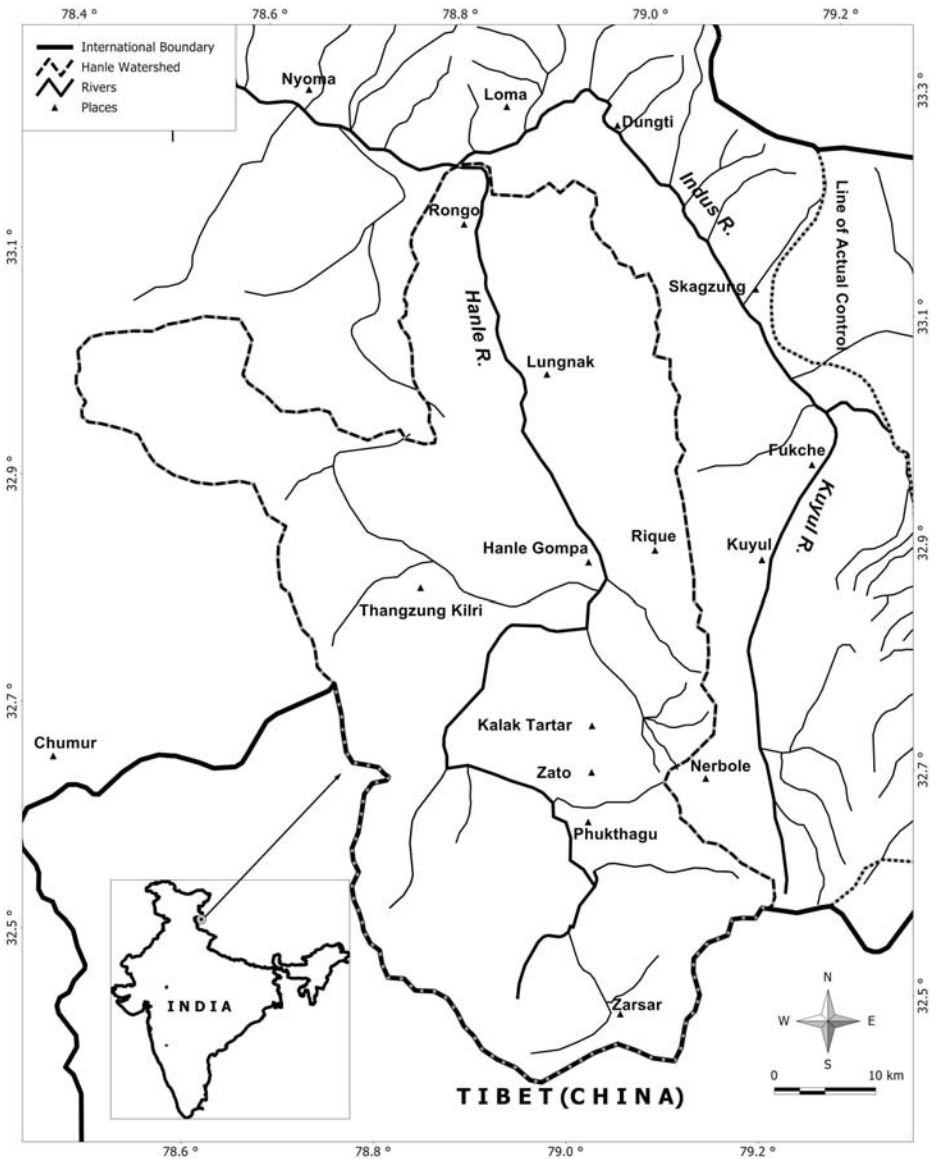 78.4 ° 78.6 ° 78.8 ° 79.0 ° 79.2 °
International Boundary
Hanle Watershed
Rivers
Places
Nyoma
Loma
Dungti
33.3 °
Indus R.
Line of Actual Control
Rongo
33.1 °
Skagzung
33.1 °
Hanle R.
Lungnak
Fukche
32.9 °
Kuyul R.
Hanle Gompa
Rique
Kuyul
32.9 °
Thangzung Kilri
32.7 °
Kalak Tartar
Chumur
Zato
Nerbole
32.7 °
Phukthagu
32.5 °
INDIA
Zarsar
32.5 °
N
W E
S
0 10 km
TIBET (CHINA)
78.6 ° 78.8 ° 79.0 ° 79.2 °